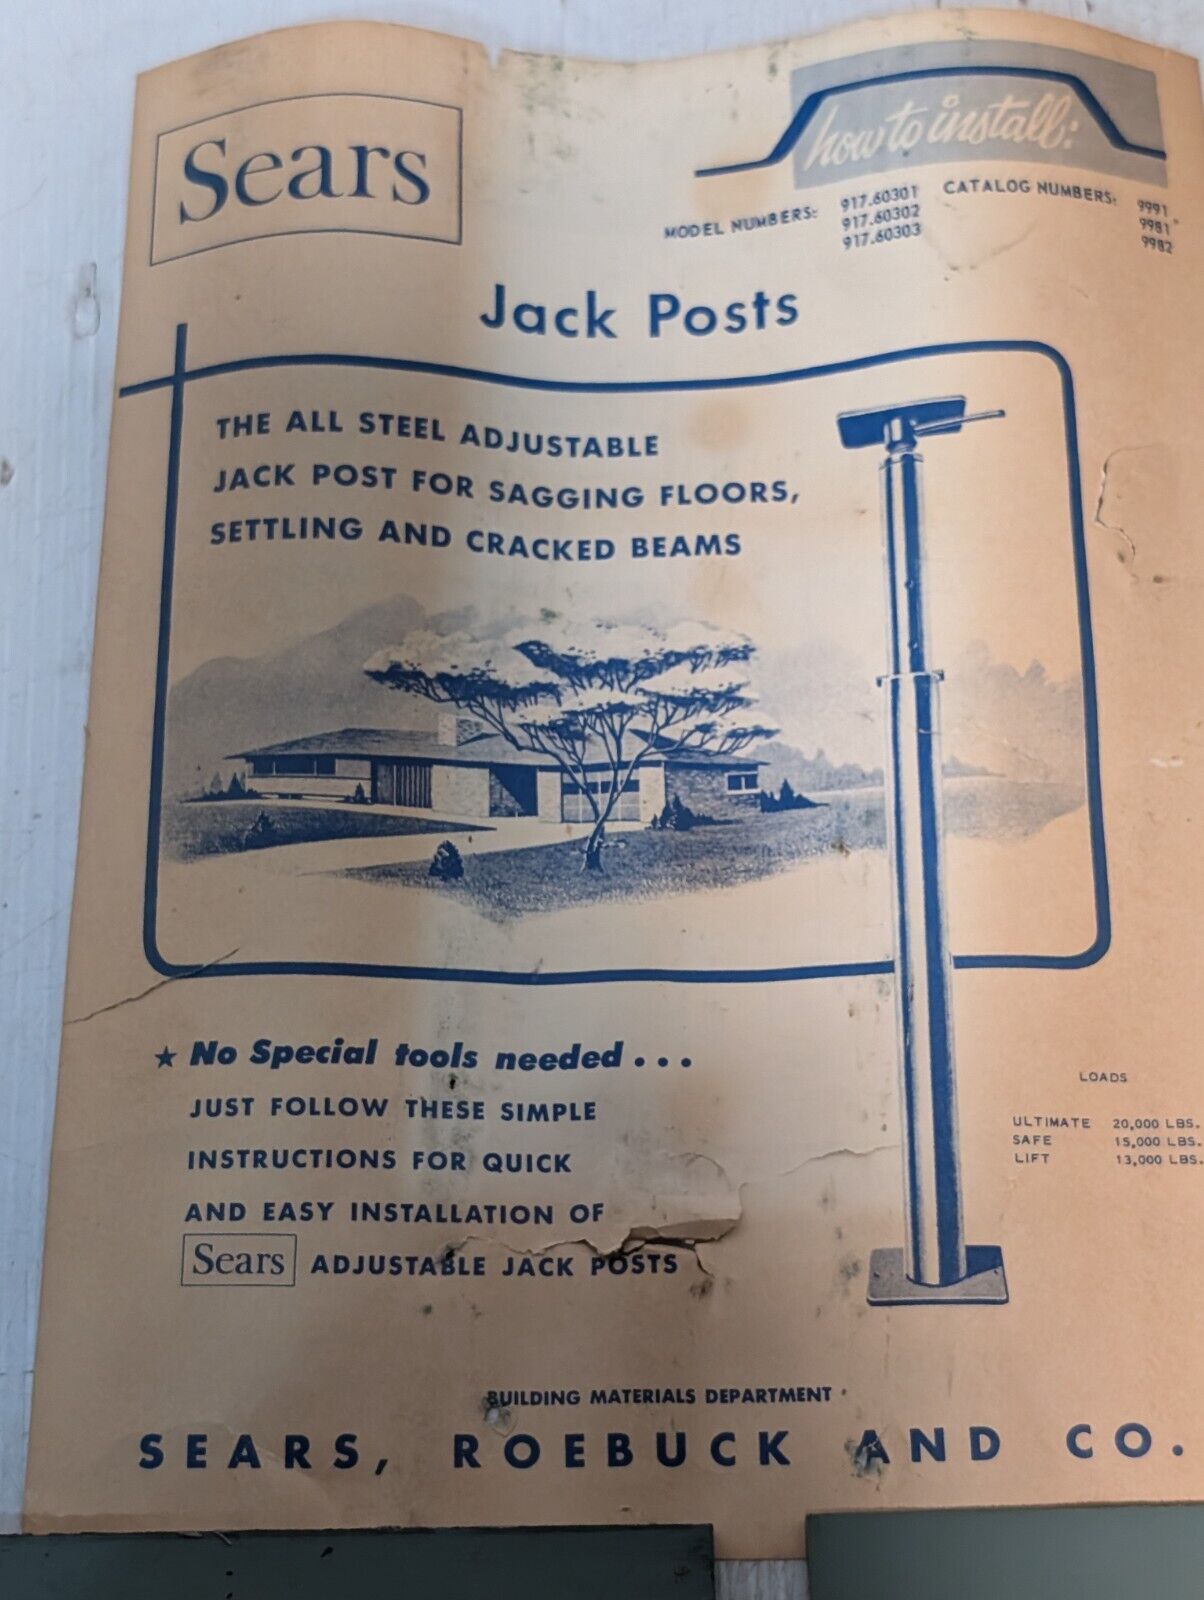 Sears
how to install:
MODEL NUMBERS: 917.60301 CATALOG NUMBERS: 9991
917.60302 9981
917.60303 9982
Jack Posts
THE ALL STEEL ADJUSTABLE
JACK POST FOR SAGGING FLOORS,
SETTLING AND CRACKED BEAMS
★ No Special tools needed...
JUST FOLLOW THESE SIMPLE
INSTRUCTIONS FOR QUICK
AND EASY INSTALLATION OF
Sears ADJUSTABLE JACK POSTS
LOADS
ULTIMATE 20,000 LBS.
SAFE 15,000 LBS.
LIFT 13,000 LBS.
BUILDING MATERIALS DEPARTMENT
SEARS, ROEBUCK AND CO.